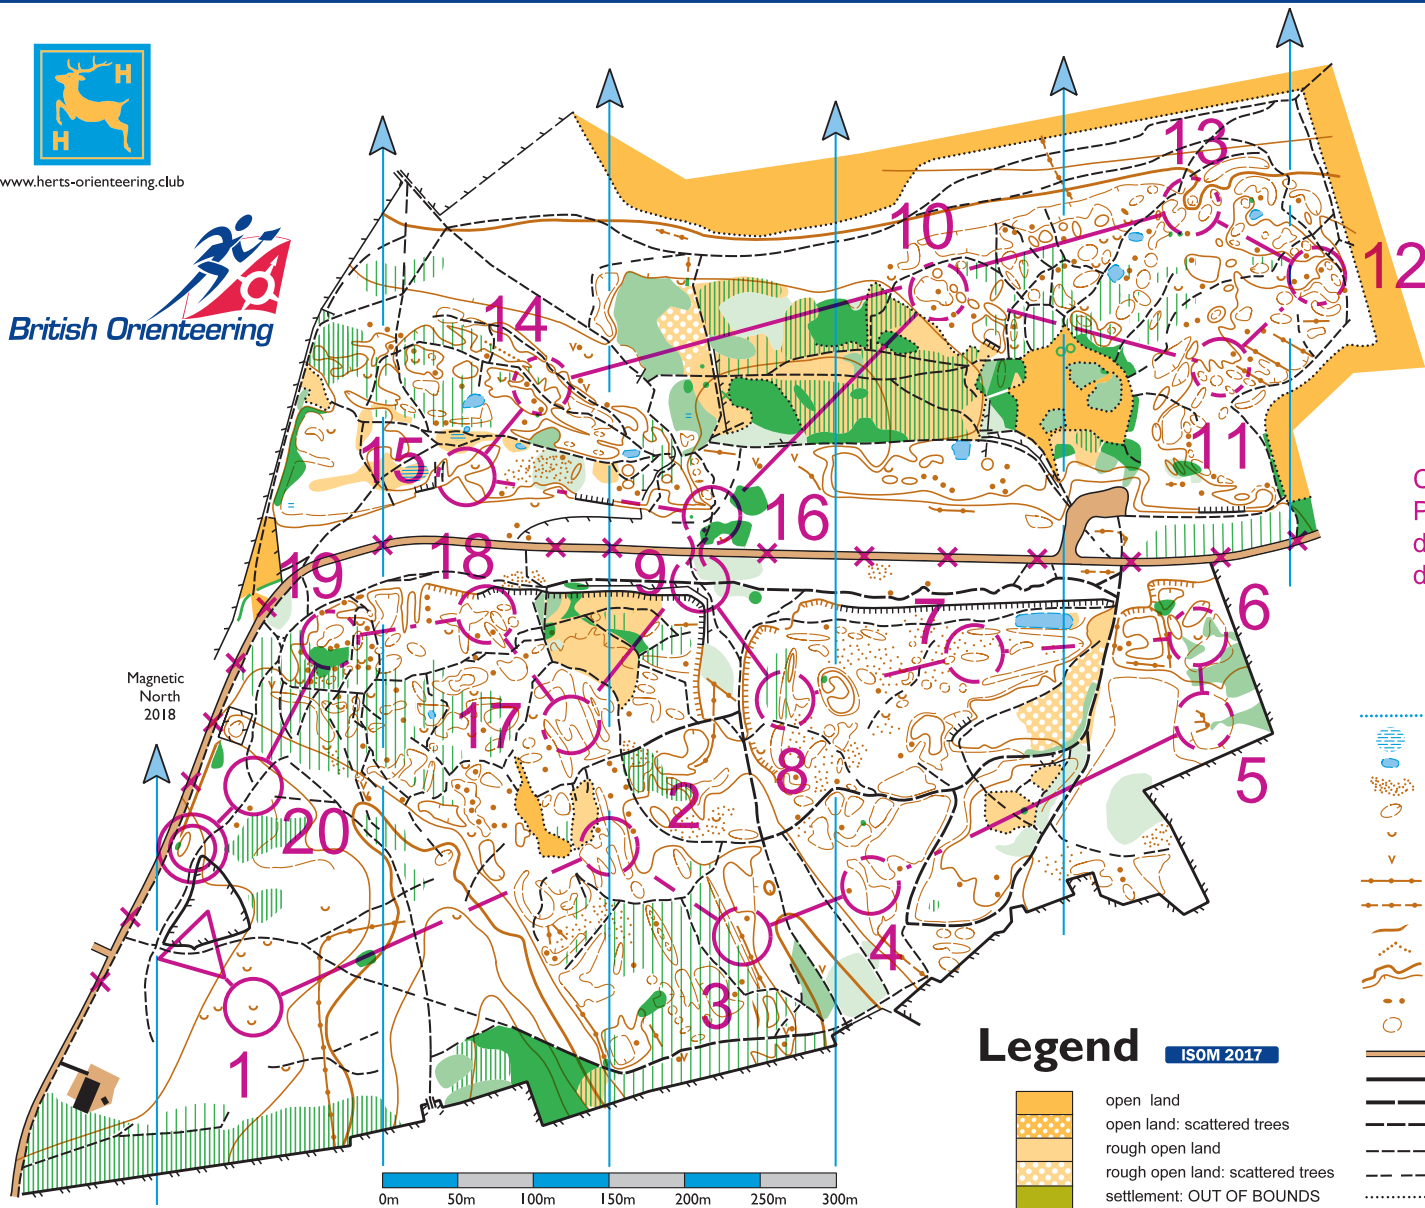 H
H
www.herts-orienteering.club
British Orienteering
13
10
12
14
15
11
16
19
18
9
7
6
Magnetic
North
2018
17
2
8
5
20
4
3
1
0m 50m 100m 150m 200m 250m 300m
Legend ISOM 2017
open land
open land: scattered trees
rough open land
rough open land: scattered trees
settlement: OUT OF BOUNDS